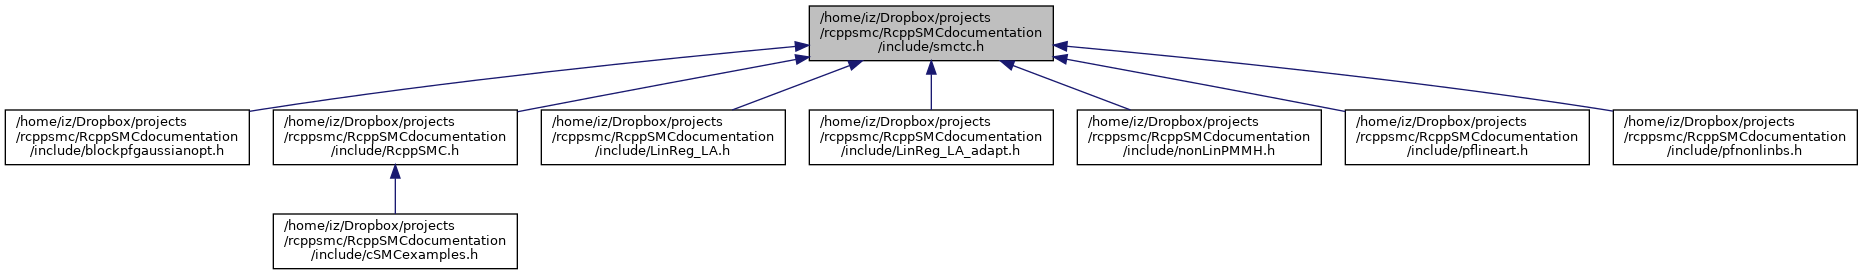 /home/iz/Dropbox/projects
/rcppsmc/RcppSMCdocumentation
/include/smctc.h
/home/iz/Dropbox/projects
/rcppsmc/RcppSMCdocumentation
/include/blockpfgaussianopt.h
/home/iz/Dropbox/projects
/rcppsmc/RcppSMCdocumentation
/include/RcppSMC.h
/home/iz/Dropbox/projects
/rcppsmc/RcppSMCdocumentation
/include/LinReg_LA.h
/home/iz/Dropbox/projects
/rcppsmc/RcppSMCdocumentation
/include/LinReg_LA_adapt.h
/home/iz/Dropbox/projects
/rcppsmc/RcppSMCdocumentation
/include/nonLinPMMH.h
/home/iz/Dropbox/projects
/rcppsmc/RcppSMCdocumentation
/include/pflineart.h
/home/iz/Dropbox/projects
/rcppsmc/RcppSMCdocumentation
/include/pfnonlinbs.h
/home/iz/Dropbox/projects
/rcppsmc/RcppSMCdocumentation
/include/cSMCexamples.h